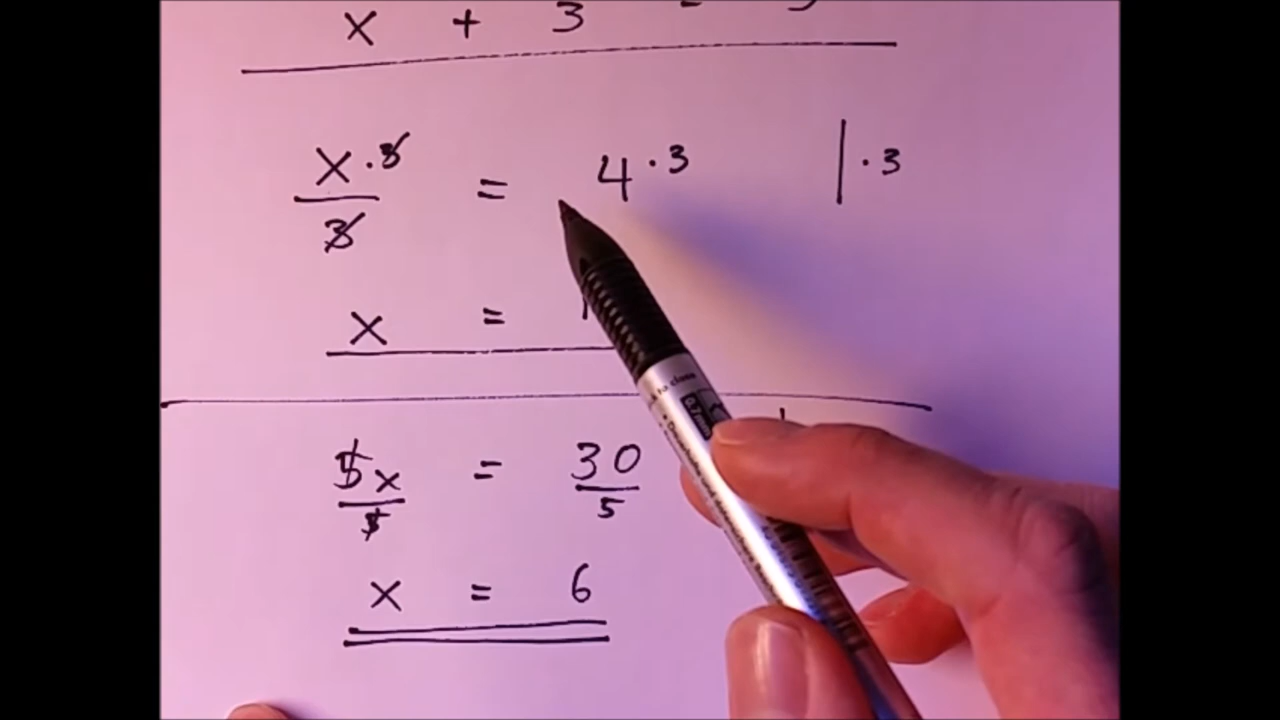 x + 3 =
x · 3 = 4 · 3 | · 3
3
x =
5x = 30
5 5
x = 6